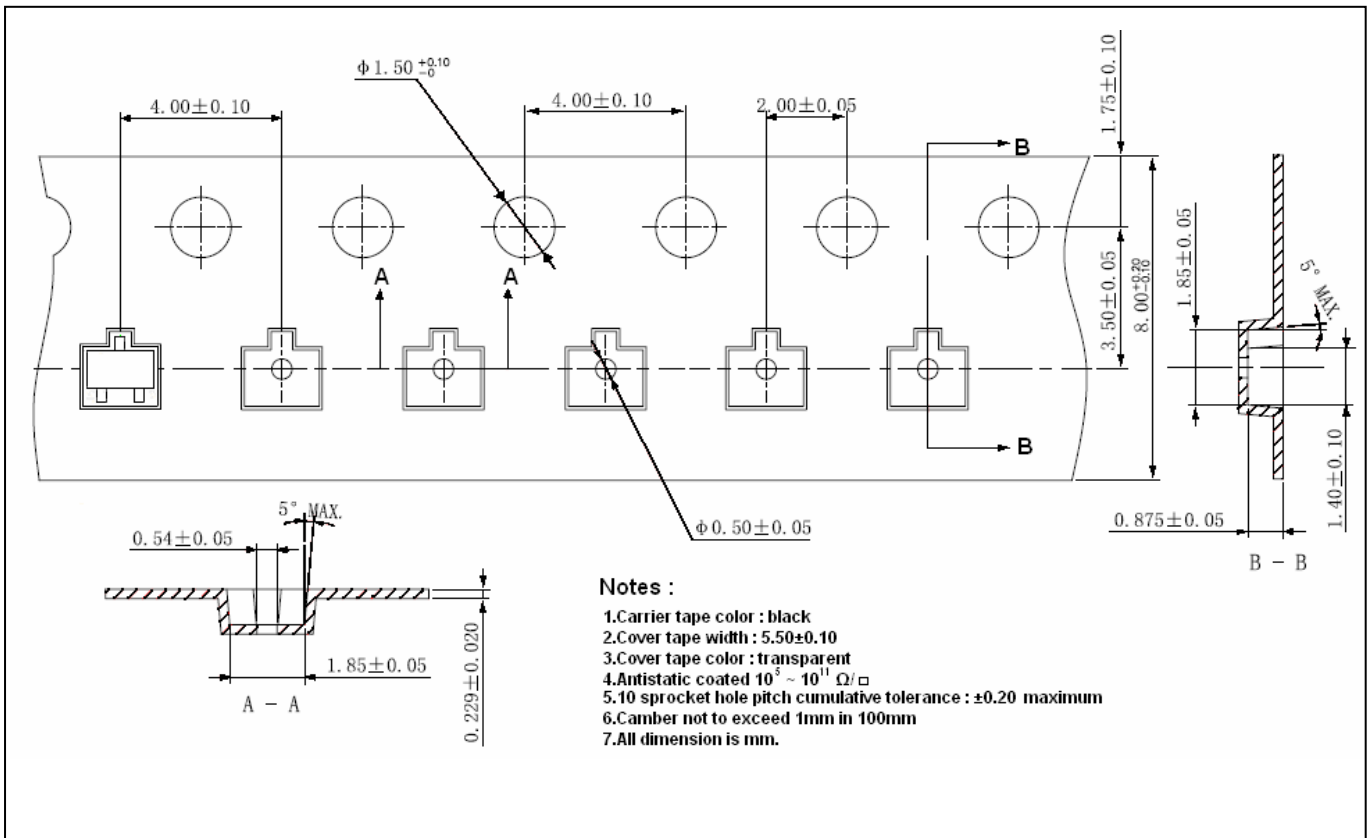 4.00±0.10
Φ1.50 +0.10 -0
4.00±0.10
2.00±0.05
1.75±0.10
B
A
A
3.50±0.05
8.00 +0.20 -0.10
1.85±0.05
5° MAX.
B
1.40±0.10
0.875±0.05
B - B
Φ0.50±0.05
5° MAX.
0.54±0.05
1.85±0.05
0.229±0.020
A - A
Notes :
1.Carrier tape color : black
2.Cover tape width : 5.50±0.10
3.Cover tape color : transparent
4.Antistatic coated 10⁵ ~ 10¹¹ Ω/□
5.10 sprocket hole pitch cumulative tolerance : ±0.20 maximum
6.Camber not to exceed 1mm in 100mm
7.All dimension is mm.